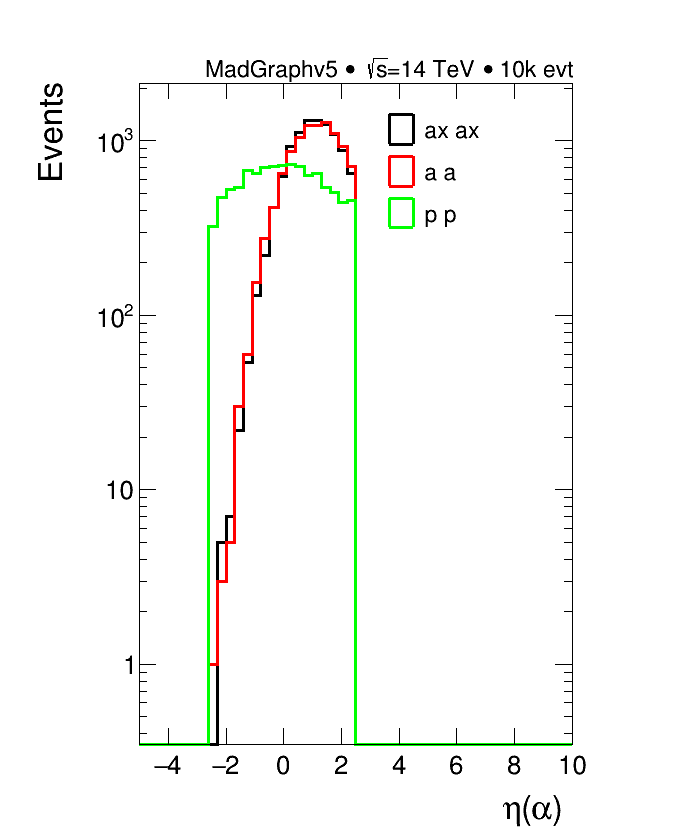 MadGraphv5 • √s=14 TeV • 10k evt
Events
ax ax
a a
p p
10³
10²
10
1
−4 −2 0 2 4 6 8 10
η(α)